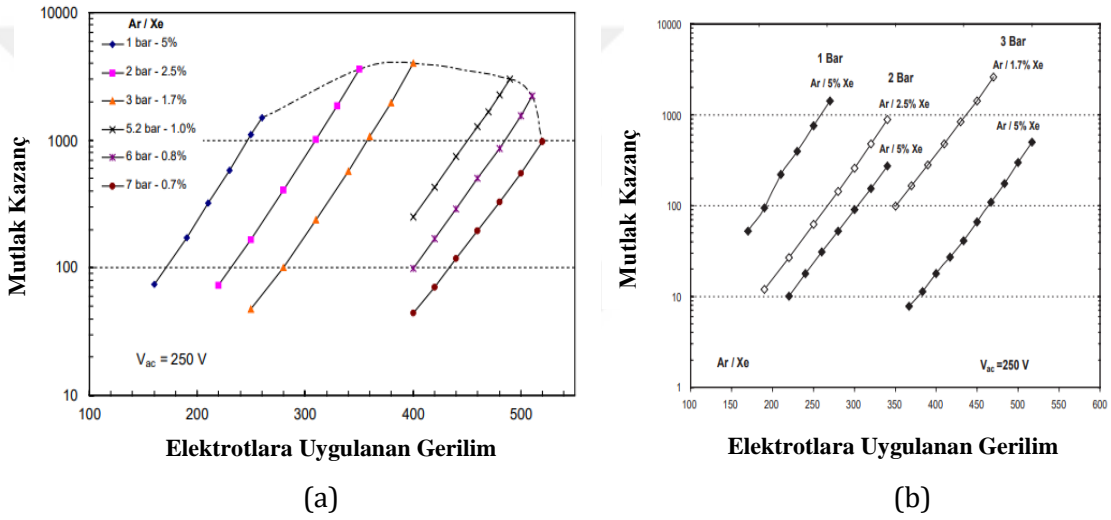 Ar / Xe
1 bar - 5%
2 bar - 2.5%
3 bar - 1.7%
5.2 bar - 1.0%
6 bar - 0.8%
7 bar - 0.7%
10000
1000
100
10
100
200
300
400
500
V_ac = 250 V
Mutlak Kazanç
Elektrotlara Uygulanan Gerilim
(a)
(b)
10000
1000
100
10
1
1 Bar
Ar / 5% Xe
2 Bar
Ar / 2.5% Xe
Ar / 5% Xe
3 Bar
Ar / 1.7% Xe
Ar / 5% Xe
Ar / Xe
V_ac =250 V
100
150
200
250
300
350
400
450
500
550
600
Mutlak Kazanç
Elektrotlara Uygulanan Gerilim
(b)